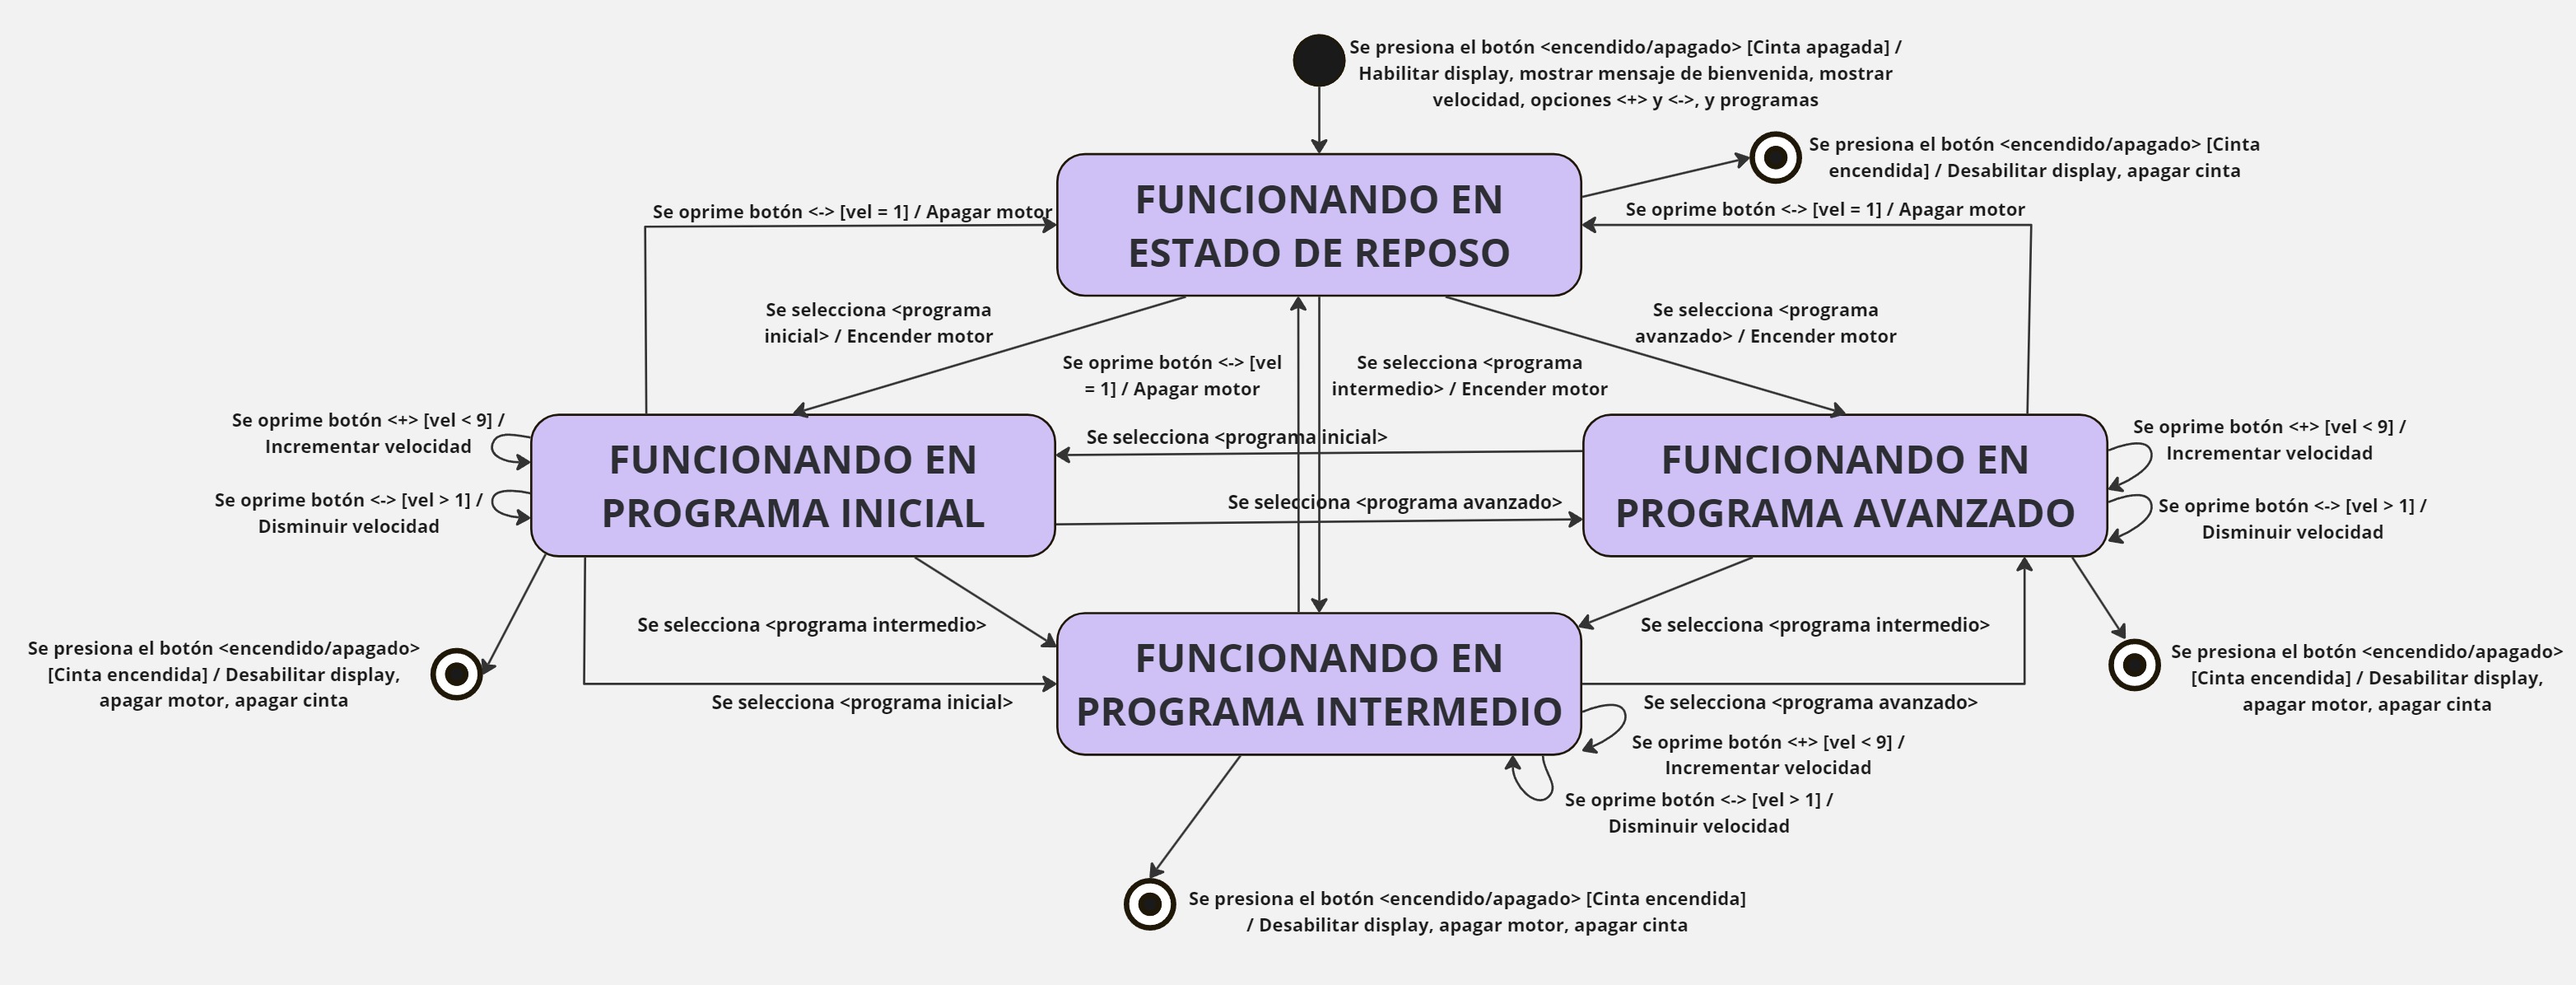 Se presiona el botón <encendido/apagado> [Cinta apagada] /
Habilitar display, mostrar mensaje de bienvenida, mostrar
velocidad, opciones <+> y <->, y programas
Se presiona el botón <encendido/apagado> [Cinta
encendida] / Desabilitar display, apagar cinta
FUNCIONANDO EN
ESTADO DE REPOSO
Se oprime botón <-> [vel = 1] / Apagar motor
Se oprime botón <-> [vel = 1] / Apagar motor
Se selecciona <programa
inicial> / Encender motor
Se selecciona <programa
avanzado> / Encender motor
Se oprime botón <-> [vel
= 1] / Apagar motor
Se selecciona <programa
intermedio> / Encender motor
Se oprime botón <+> [vel < 9] /
Incrementar velocidad
Se oprime botón <-> [vel > 1] /
Disminuir velocidad
FUNCIONANDO EN
PROGRAMA INICIAL
Se selecciona <programa inicial>
Se selecciona <programa avanzado>
FUNCIONANDO EN
PROGRAMA AVANZADO
Se oprime botón <+> [vel < 9] /
Incrementar velocidad
Se oprime botón <-> [vel > 1] /
Disminuir velocidad
Se presiona el botón <encendido/apagado>
[Cinta encendida] / Desabilitar display,
apagar motor, apagar cinta
Se selecciona <programa intermedio>
Se selecciona <programa inicial>
FUNCIONANDO EN
PROGRAMA INTERMEDIO
Se selecciona <programa intermedio>
Se selecciona <programa avanzado>
Se presiona el botón <encendido/apagado>
[Cinta encendida] / Desabilitar display,
apagar motor, apagar cinta
Se oprime botón <+> [vel < 9] /
Incrementar velocidad
Se oprime botón <-> [vel > 1] /
Disminuir velocidad
Se presiona el botón <encendido/apagado> [Cinta encendida]
/ Desabilitar display, apagar motor, apagar cinta